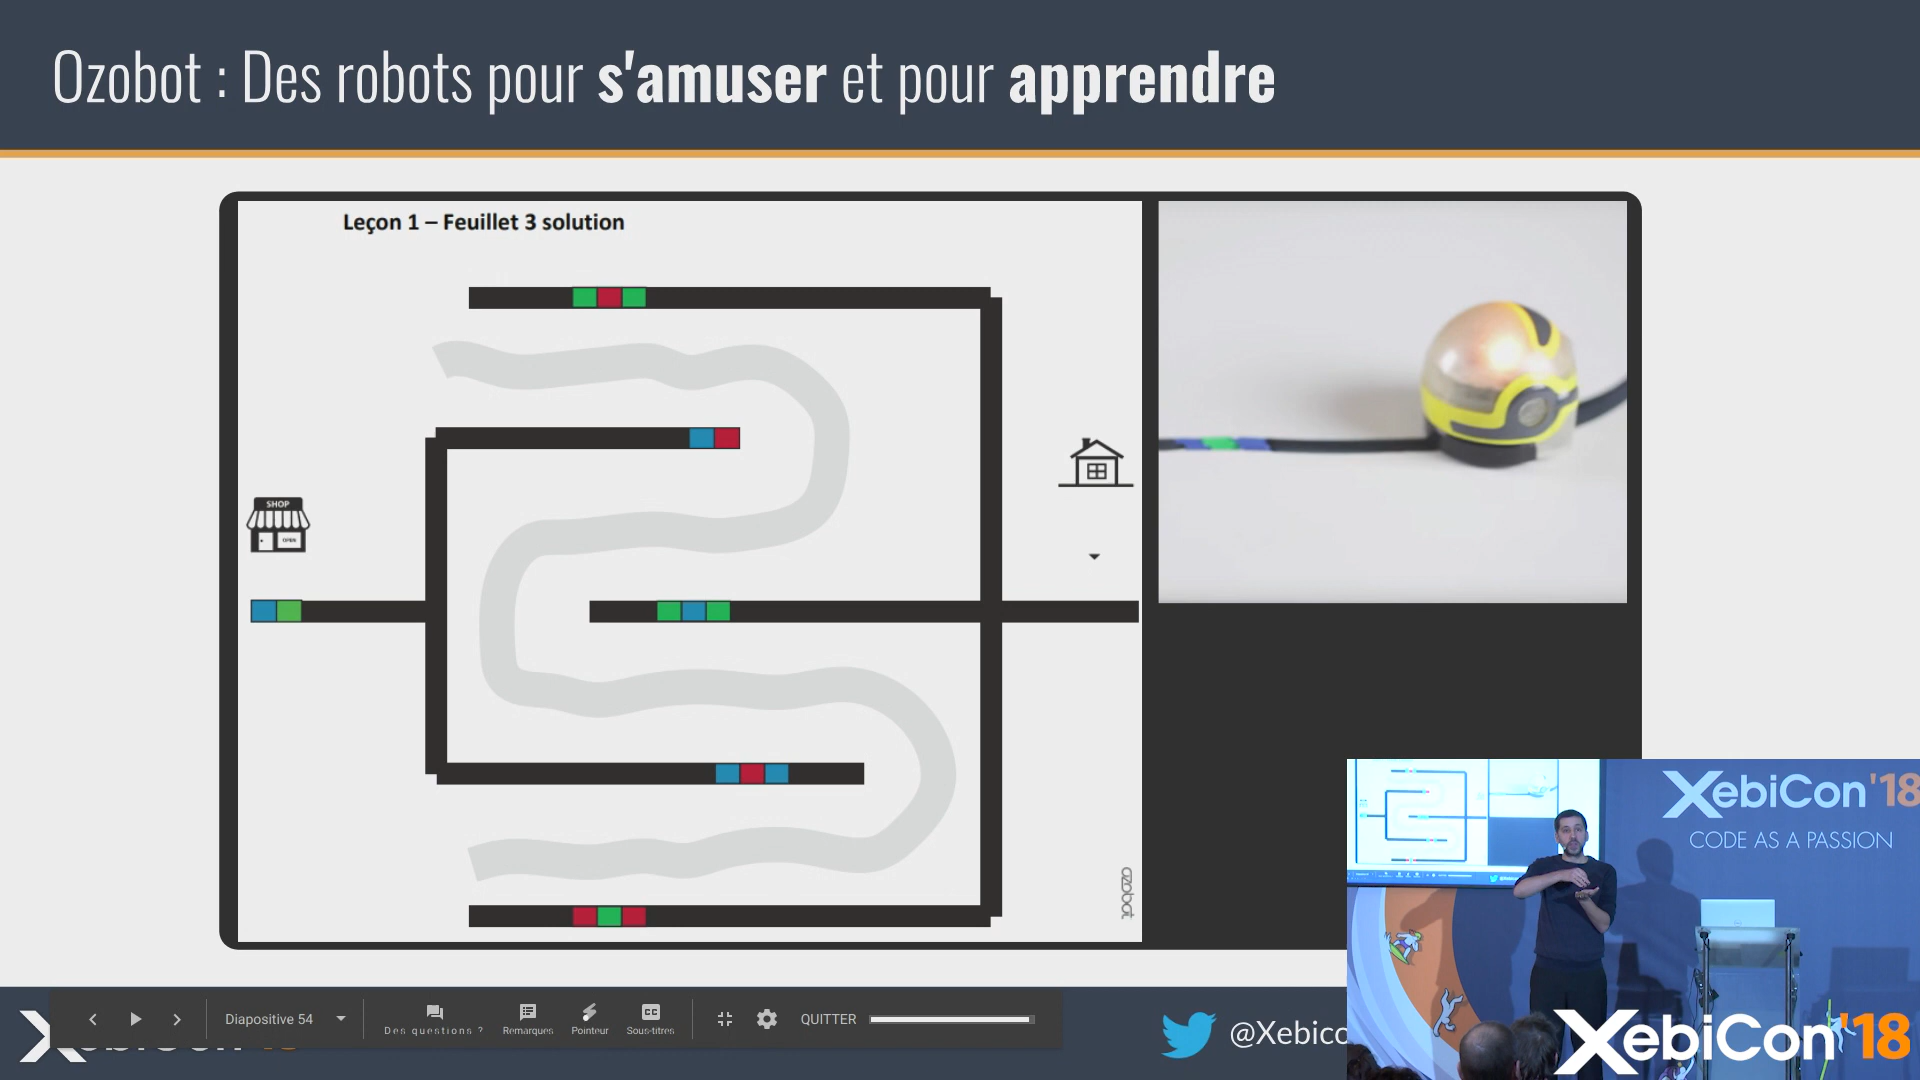 Ozobot : Des robots pour s'amuser et pour apprendre
Leçon 1 – Feuillet 3 solution
SHOP
OPEN
ozobot
XebiCon'18
CODE AS A PASSION
Diapositive 54
Des questions ?
Remarques
Pointeur
CC
Sous-titres
QUITTER
@Xebico
XebiCon'18